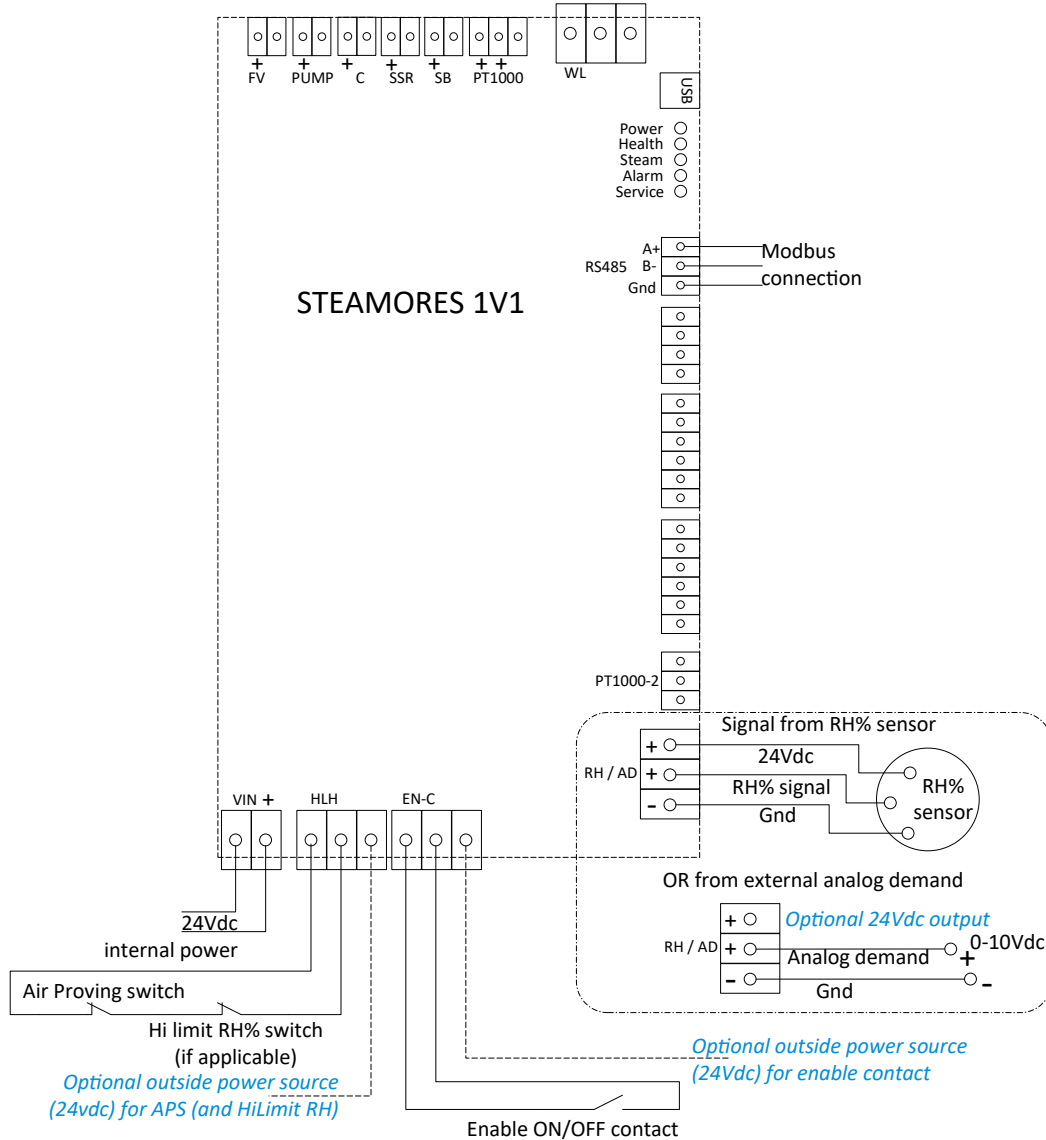 + + + + + + +
FV PUMP C SSR SB PT1000
WL
USB
Power
Health
Steam
Alarm
Service
A+
RS485 B-
Gnd
Modbus
connection
STEAMORES 1V1
PT1000-2
Signal from RH% sensor
+
24Vdc
RH / AD +
RH% signal
-
Gnd
RH%
sensor
VIN + HLH EN-C
OR from external analog demand
+ Optional 24Vdc output
RH / AD + Analog demand + 0-10Vdc
- Gnd -
24Vdc
internal power
Air Proving switch
Hi limit RH% switch
(if applicable)
Optional outside power source
(24vdc) for APS (and HiLimit RH)
Optional outside power source
(24Vdc) for enable contact
Enable ON/OFF contact